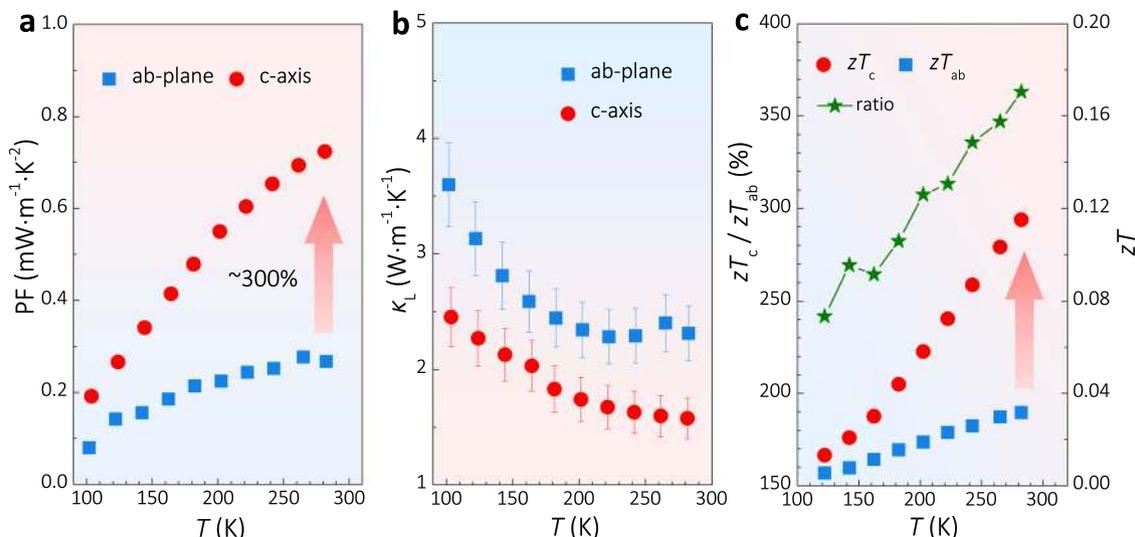 a
1.0
0.8
0.6
0.4
0.2
0.0
PF (mW·m⁻¹·K⁻²)
ab-plane c-axis
~300%
100 150 200 250 300
T (K)
b
5
4
3
2
1
κL (W·m⁻¹·K⁻¹)
ab-plane
c-axis
100 150 200 250 300
T (K)
c
400
350
300
250
200
150
zTc / zTab (%)
zTc zTab
ratio
0.20
0.16
0.12
0.08
0.04
0.00
zT
100 150 200 250 300
T (K)